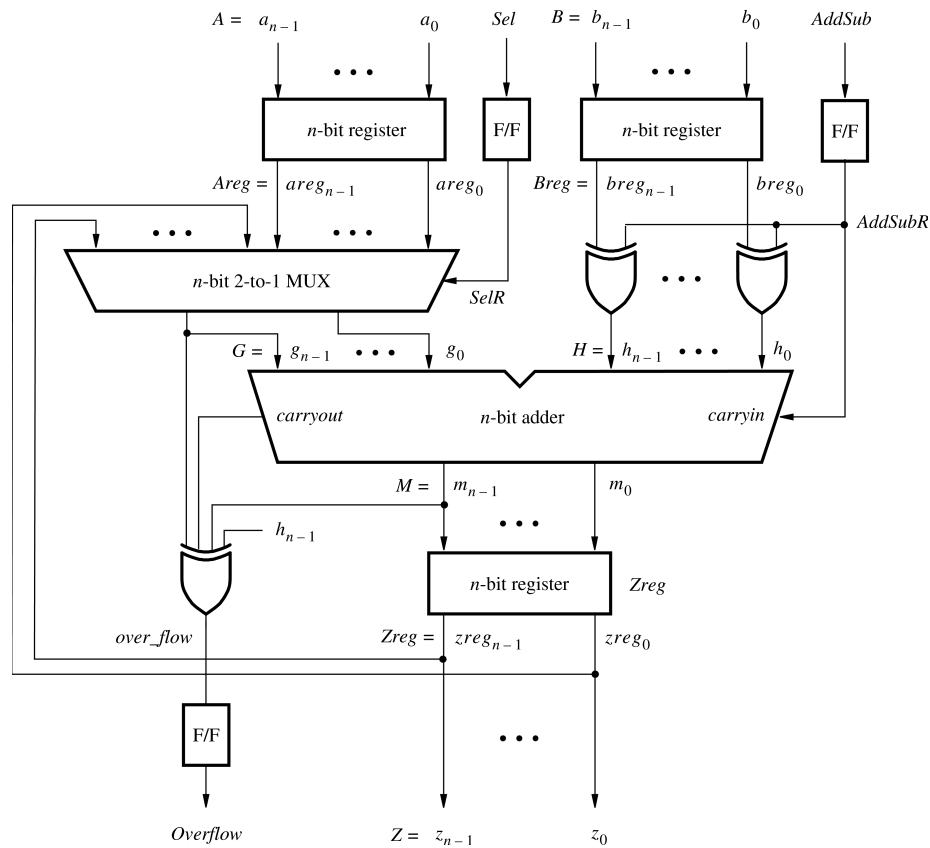 A = a_{n-1} a_0 Sel B = b_{n-1} b_0 AddSub
n-bit register F/F n-bit register F/F
Areg = areg_{n-1} areg_0 Breg = breg_{n-1} breg_0
AddSubR
n-bit 2-to-1 MUX
SelR
G = g_{n-1} g_0 H = h_{n-1} h_0
carryout n-bit adder carryin
M = m_{n-1} m_0
h_{n-1}
n-bit register Zreg
over_flow Zreg = zreg_{n-1} zreg_0
F/F
Overflow Z = z_{n-1} z_0